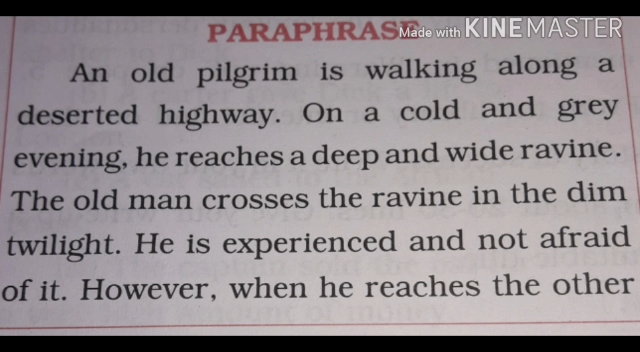 PARAPHRASE
Made with KINEMASTER
An old pilgrim is walking along a
deserted highway. On a cold and grey
evening, he reaches a deep and wide ravine.
The old man crosses the ravine in the dim
twilight. He is experienced and not afraid
of it. However, when he reaches the other